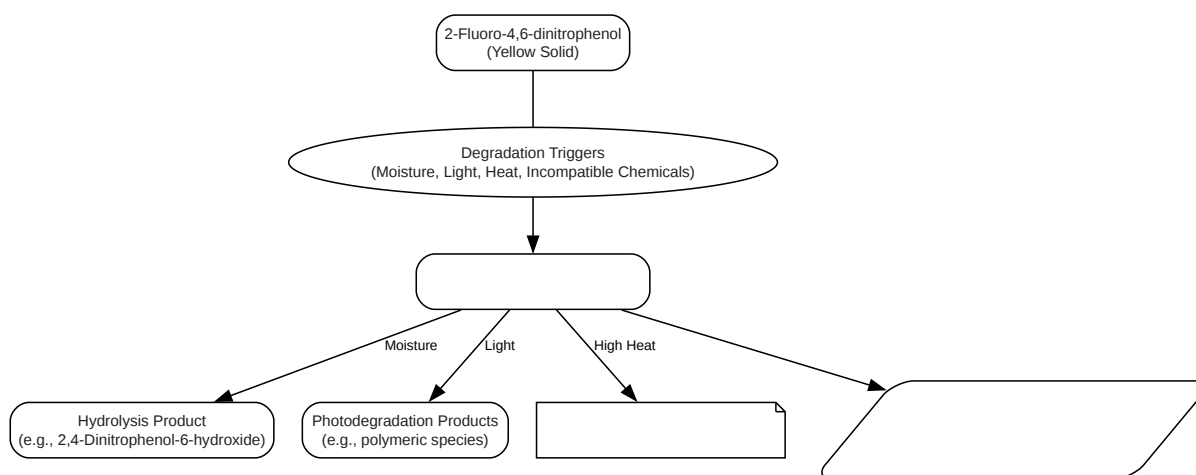 2-Fluoro-4,6-dinitrophenol
(Yellow Solid)
Degradation Triggers
(Moisture, Light, Heat, Incompatible Chemicals)
Moisture
Light
High Heat
Hydrolysis Product
(e.g., 2,4-Dinitrophenol-6-hydroxide)
Photodegradation Products
(e.g., polymeric species)